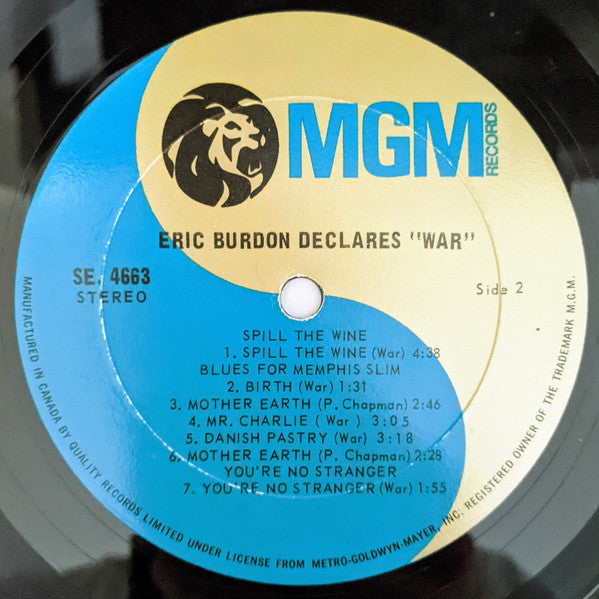 MGM
RECORDS
ERIC BURDON DECLARES "WAR"
SE. 4663
STEREO
Side 2
SPILL THE WINE
1. SPILL THE WINE (War) 4:38
BLUES FOR MEMPHIS SLIM
2. BIRTH (War) 1:31
3. MOTHER EARTH (P. Chapman) 2:46
4. MR. CHARLIE ( War ) 3:05
5. DANISH PASTRY (War) 3:18
6. MOTHER EARTH (P. Chapman) 2:28
YOU'RE NO STRANGER
7. YOU'RE NO STRANGER (War) 1:55
MANUFACTURED IN CANADA BY QUALITY RECORDS LIMITED UNDER LICENSE FROM METRO-GOLDWYN-MAYER, INC. REGISTERED OWNER OF THE TRADEMARK M.G.M.